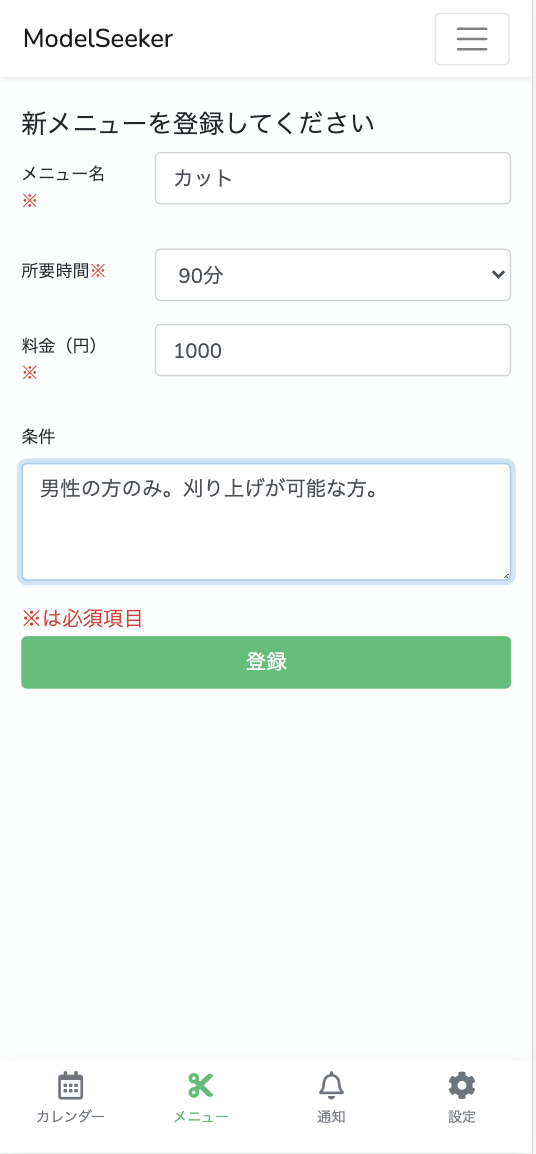 ModelSeeker
新メニューを登録してください
メニュー名
※
カット
所要時間※
90分
料金（円）
※
1000
条件
男性の方のみ。刈り上げが可能な方。
※は必須項目
登録
カレンダー
メニュー
通知
設定